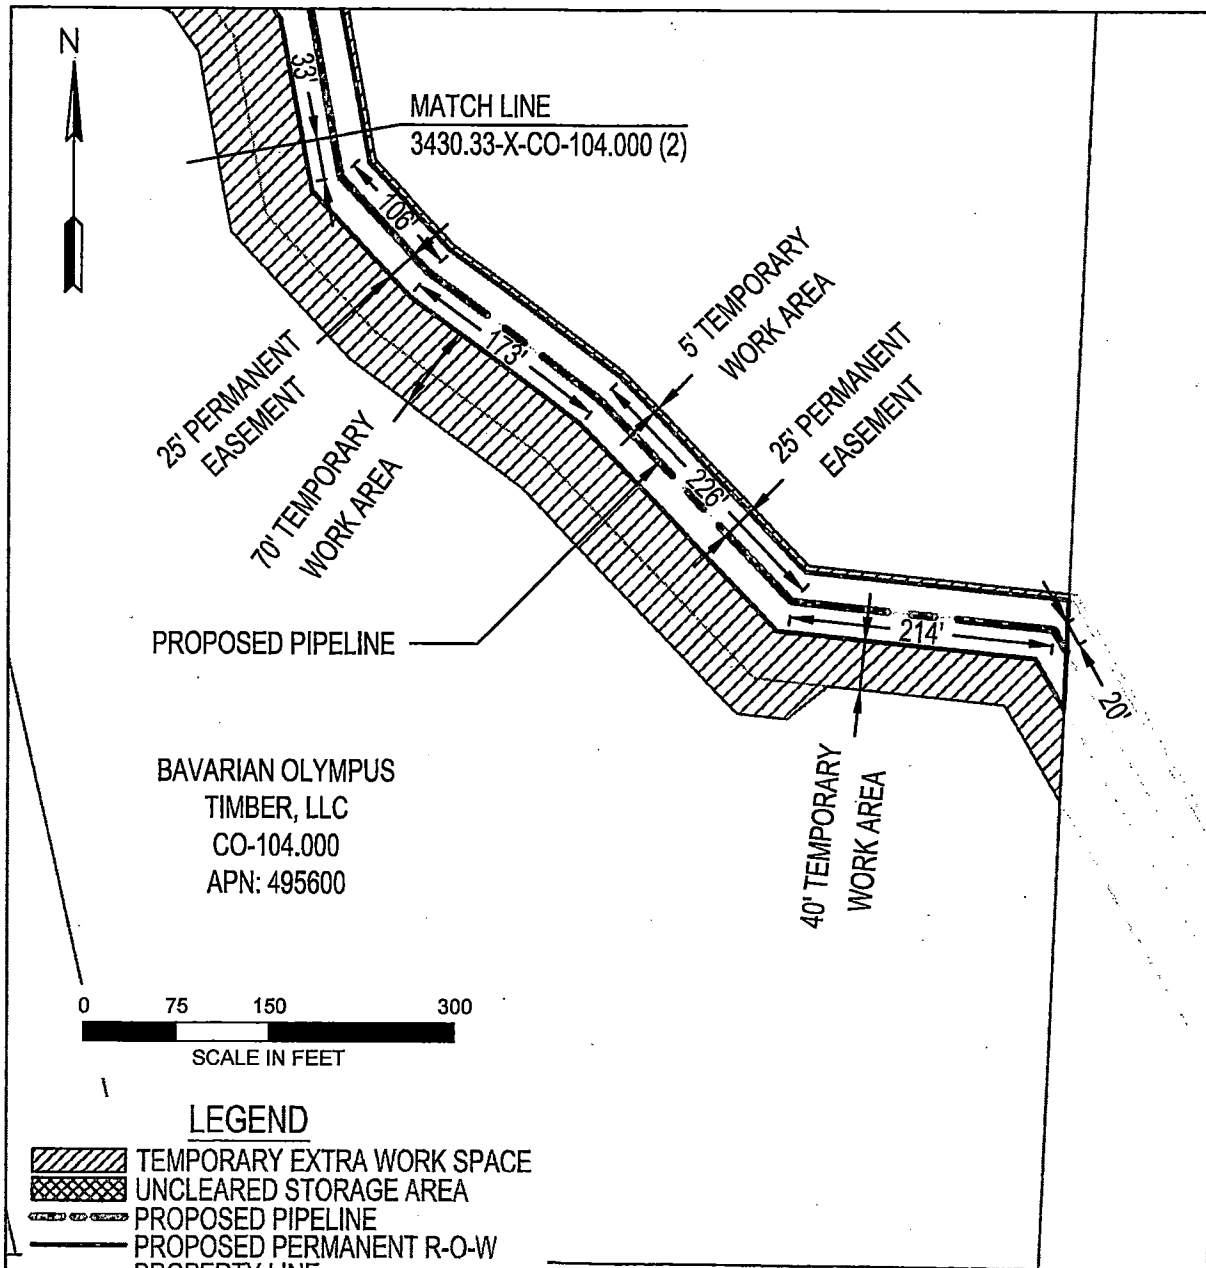 N
33'
MATCH LINE
3430.33-X-CO-104.000 (2)
106'
173'
5' TEMPORARY
WORK AREA
25' PERMANENT
EASEMENT
25' PERMANENT
EASEMENT
70' TEMPORARY
WORK AREA
226'
PROPOSED PIPELINE
214'
20'
40' TEMPORARY
WORK AREA
BAVARIAN OLYMPUS
TIMBER, LLC
CO-104.000
APN: 495600
0 75 150 300
SCALE IN FEET
LEGEND
TEMPORARY EXTRA WORK SPACE
UNCLEARED STORAGE AREA
PROPOSED PIPELINE
PROPOSED PERMANENT R-O-W
PROPERTY LINE